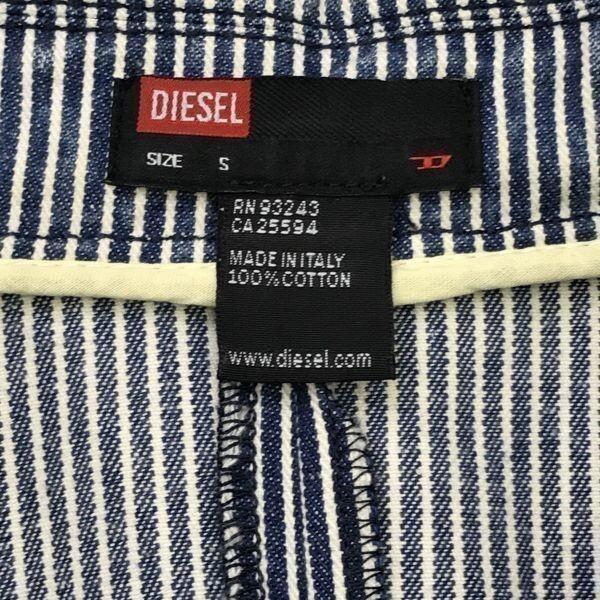 DIESEL
SIZE S
RN 93243
CA 25594
MADE IN ITALY
100% COTTON
www.diesel.com